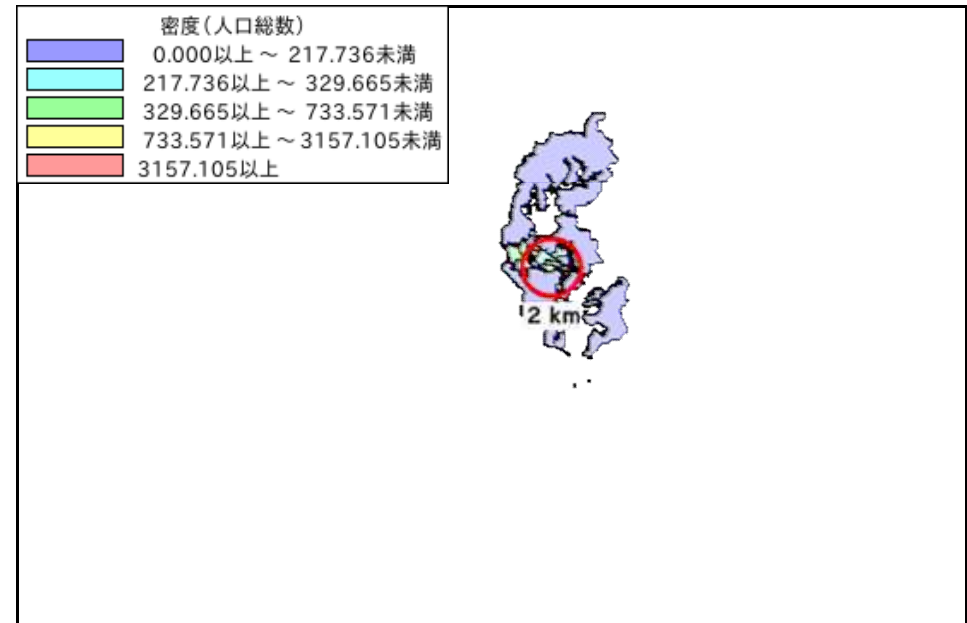 密度(人口総数)
0.000以上 ～ 217.736未満
217.736以上 ～ 329.665未満
329.665以上 ～ 733.571未満
733.571以上 ～ 3157.105未満
3157.105以上
2 km